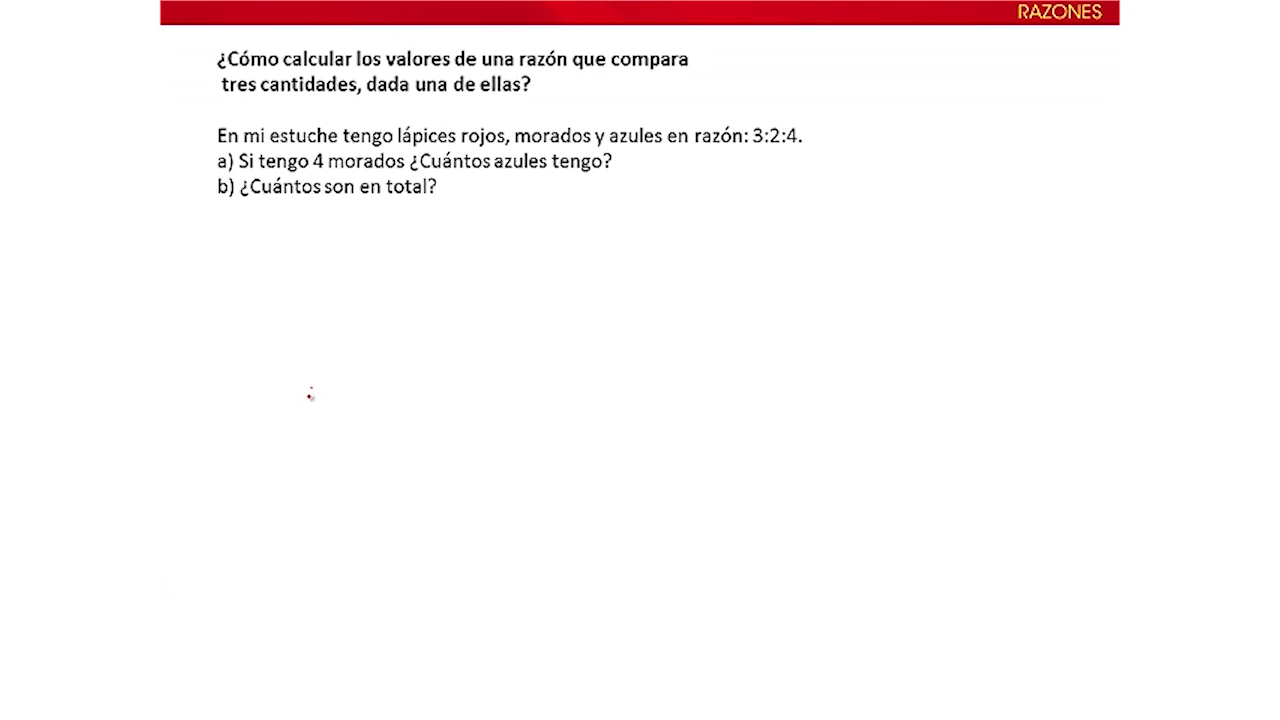 RAZONES
¿Cómo calcular los valores de una razón que compara
tres cantidades, dada una de ellas?
En mi estuche tengo lápices rojos, morados y azules en razón: 3:2:4.
a) Si tengo 4 morados ¿Cuántos azules tengo?
b) ¿Cuántos son en total?